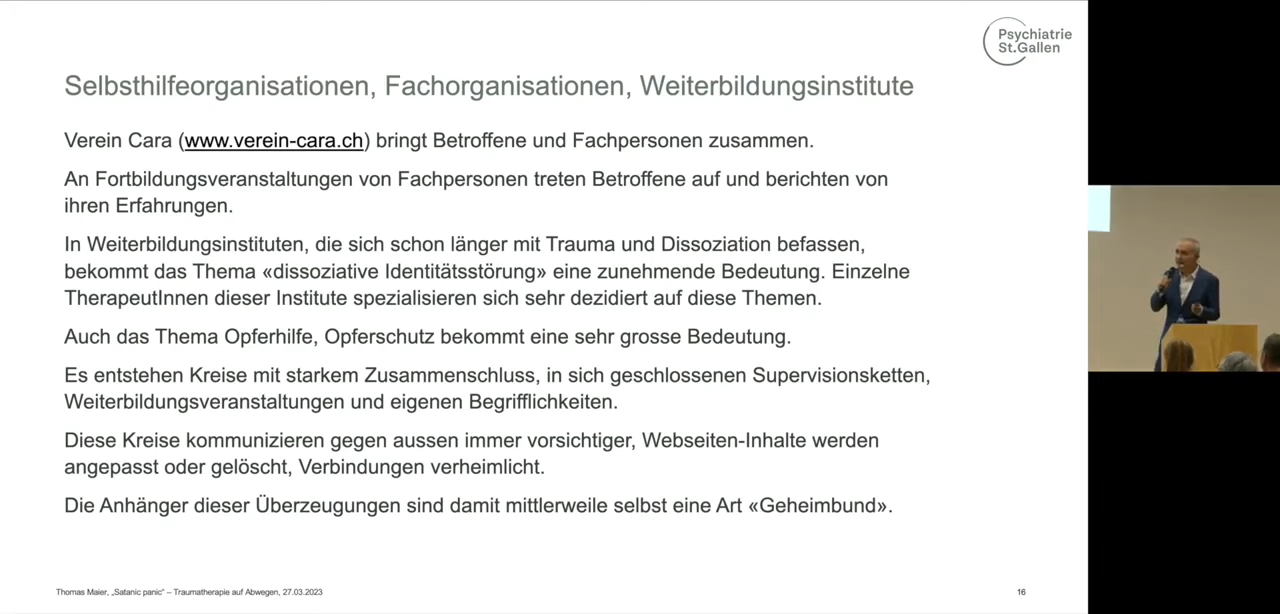 Psychiatrie
St.Gallen
Selbsthilfeorganisationen, Fachorganisationen, Weiterbildungsinstitute
Verein Cara (www.verein-cara.ch) bringt Betroffene und Fachpersonen zusammen.
An Fortbildungsveranstaltungen von Fachpersonen treten Betroffene auf und berichten von
ihren Erfahrungen.
In Weiterbildungsinstituten, die sich schon länger mit Trauma und Dissoziation befassen,
bekommt das Thema «dissoziative Identitätsstörung» eine zunehmende Bedeutung. Einzelne
TherapeutInnen dieser Institute spezialisieren sich sehr dezidiert auf diese Themen.
Auch das Thema Opferhilfe, Opferschutz bekommt eine sehr grosse Bedeutung.
Es entstehen Kreise mit starkem Zusammenschluss, in sich geschlossenen Supervisionsketten,
Weiterbildungsveranstaltungen und eigenen Begrifflichkeiten.
Diese Kreise kommunizieren gegen aussen immer vorsichtiger, Webseiten-Inhalte werden
angepasst oder gelöscht, Verbindungen verheimlicht.
Die Anhänger dieser Überzeugungen sind damit mittlerweile selbst eine Art «Geheimbund».
Thomas Maier, „Satanic panic“ – Traumatherapie auf Abwegen, 27.03.2023
16